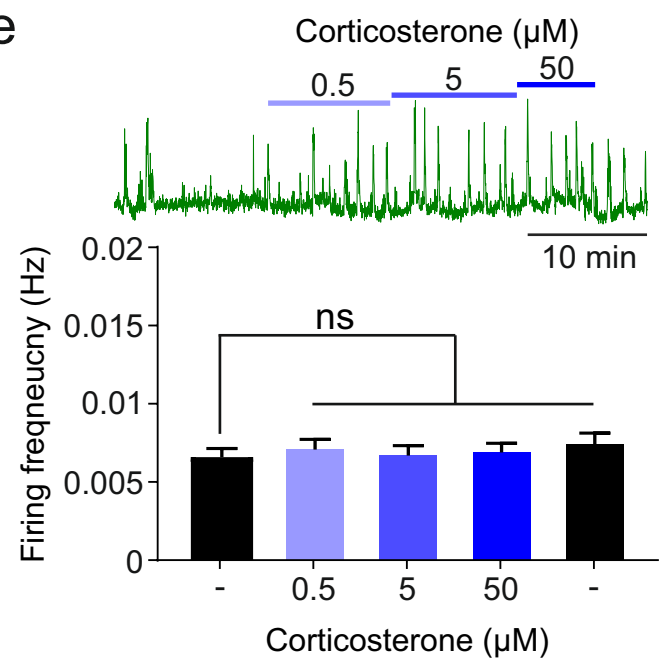 e
Corticosterone (µM)
0.5 5 50
10 min
Firing freqneucny (Hz)
0.02
0.015
0.01
0.005
0
ns
- 0.5 5 50 -
Corticosterone (µM)